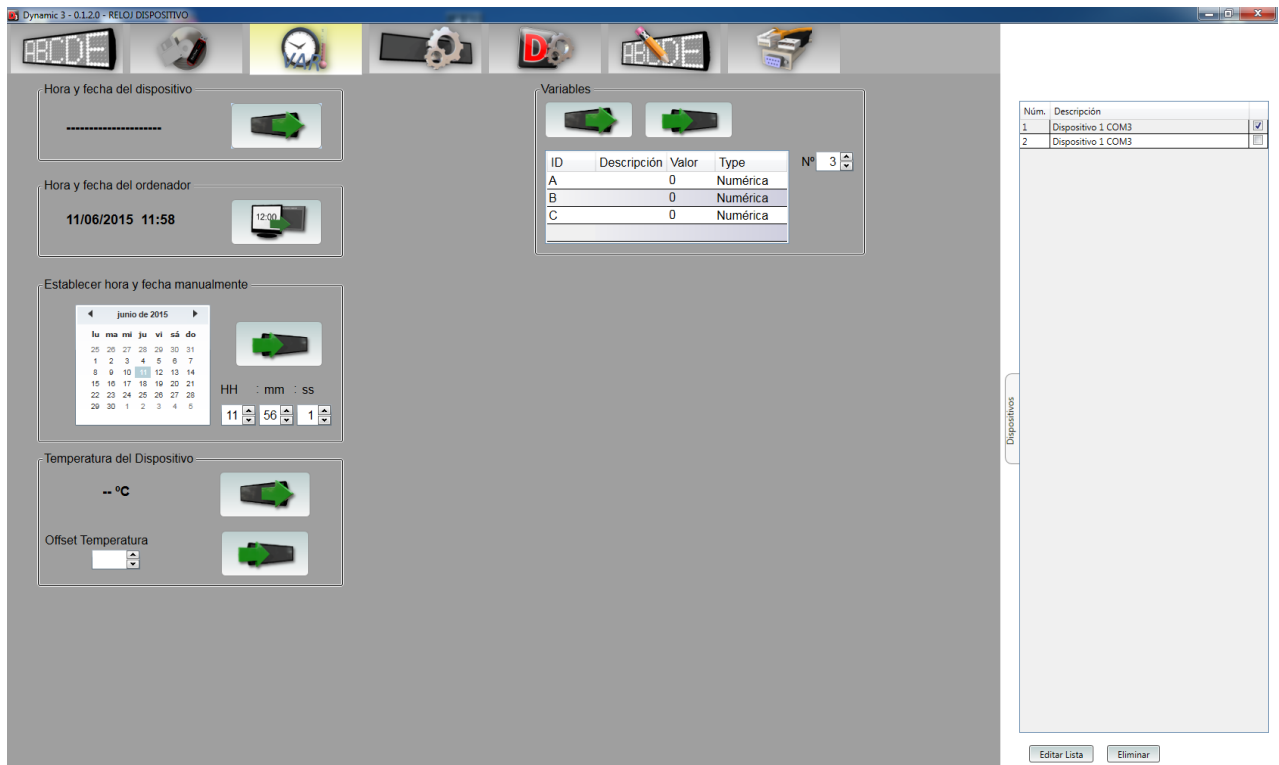 Dynamic 3 - 0.1.2.0 - RELOJ DISPOSITIVO
ABCDE
ABCDE
Hora y fecha del dispositivo
---------------------
Hora y fecha del ordenador
11/06/2015 11:58
12:00
Establecer hora y fecha manualmente
junio de 2015
lu ma mi ju vi sá do
25 26 27 28 29 30 31
1 2 3 4 5 6 7
8 9 10 11 12 13 14
15 16 17 18 19 20 21
22 23 24 25 26 27 28
29 30 1 2 3 4 5
HH : mm : ss
11 56 1
Temperatura del Dispositivo
-- ºC
Offset Temperatura
Variables
ID Descripción Valor Type
A 0 Numérica
B 0 Numérica
C 0 Numérica
Nº 3
Dispositivos
Núm. Descripción
1 Dispositivo 1 COM3
2 Dispositivo 1 COM3
Editar Lista Eliminar